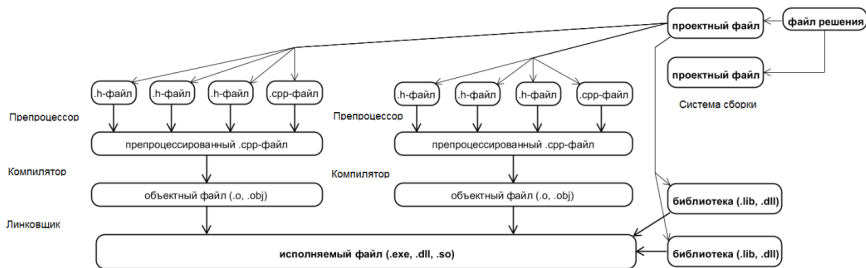 проектный файл
файл решения
проектный файл
Система сборки
.h-файл
.h-файл
.h-файл
.cpp-файл
.h-файл
.h-файл
.h-файл
.cpp-файл
Препроцессор
Препроцессор
препроцессированный .cpp-файл
препроцессированный .cpp-файл
Компилятор
Компилятор
объектный файл (.o, .obj)
объектный файл (.o, .obj)
библиотека (.lib, .dll)
Линковщик
исполняемый файл (.exe, .dll, .so)
библиотека (.lib, .dll)